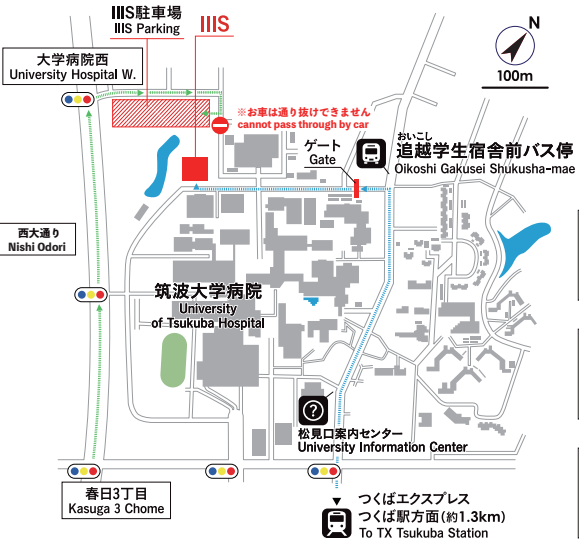 IIIS駐車場
IIIS Parking
IIIS
N
100m
大学病院西
University Hospital W.
※お車は通り抜けできません
cannot pass through by car
ゲート
Gate
おいこし
追越学生宿舎前バス停
Oikoshi Gakusei Shukusha-mae
西大通り
Nishi Odori
筑波大学病院
University
of Tsukuba Hospital
?
松見口案内センター
University Information Center
春日3丁目
Kasuga 3 Chome
▼ つくばエクスプレス
つくば駅方面(約1.3km)
To TX Tsukuba Station